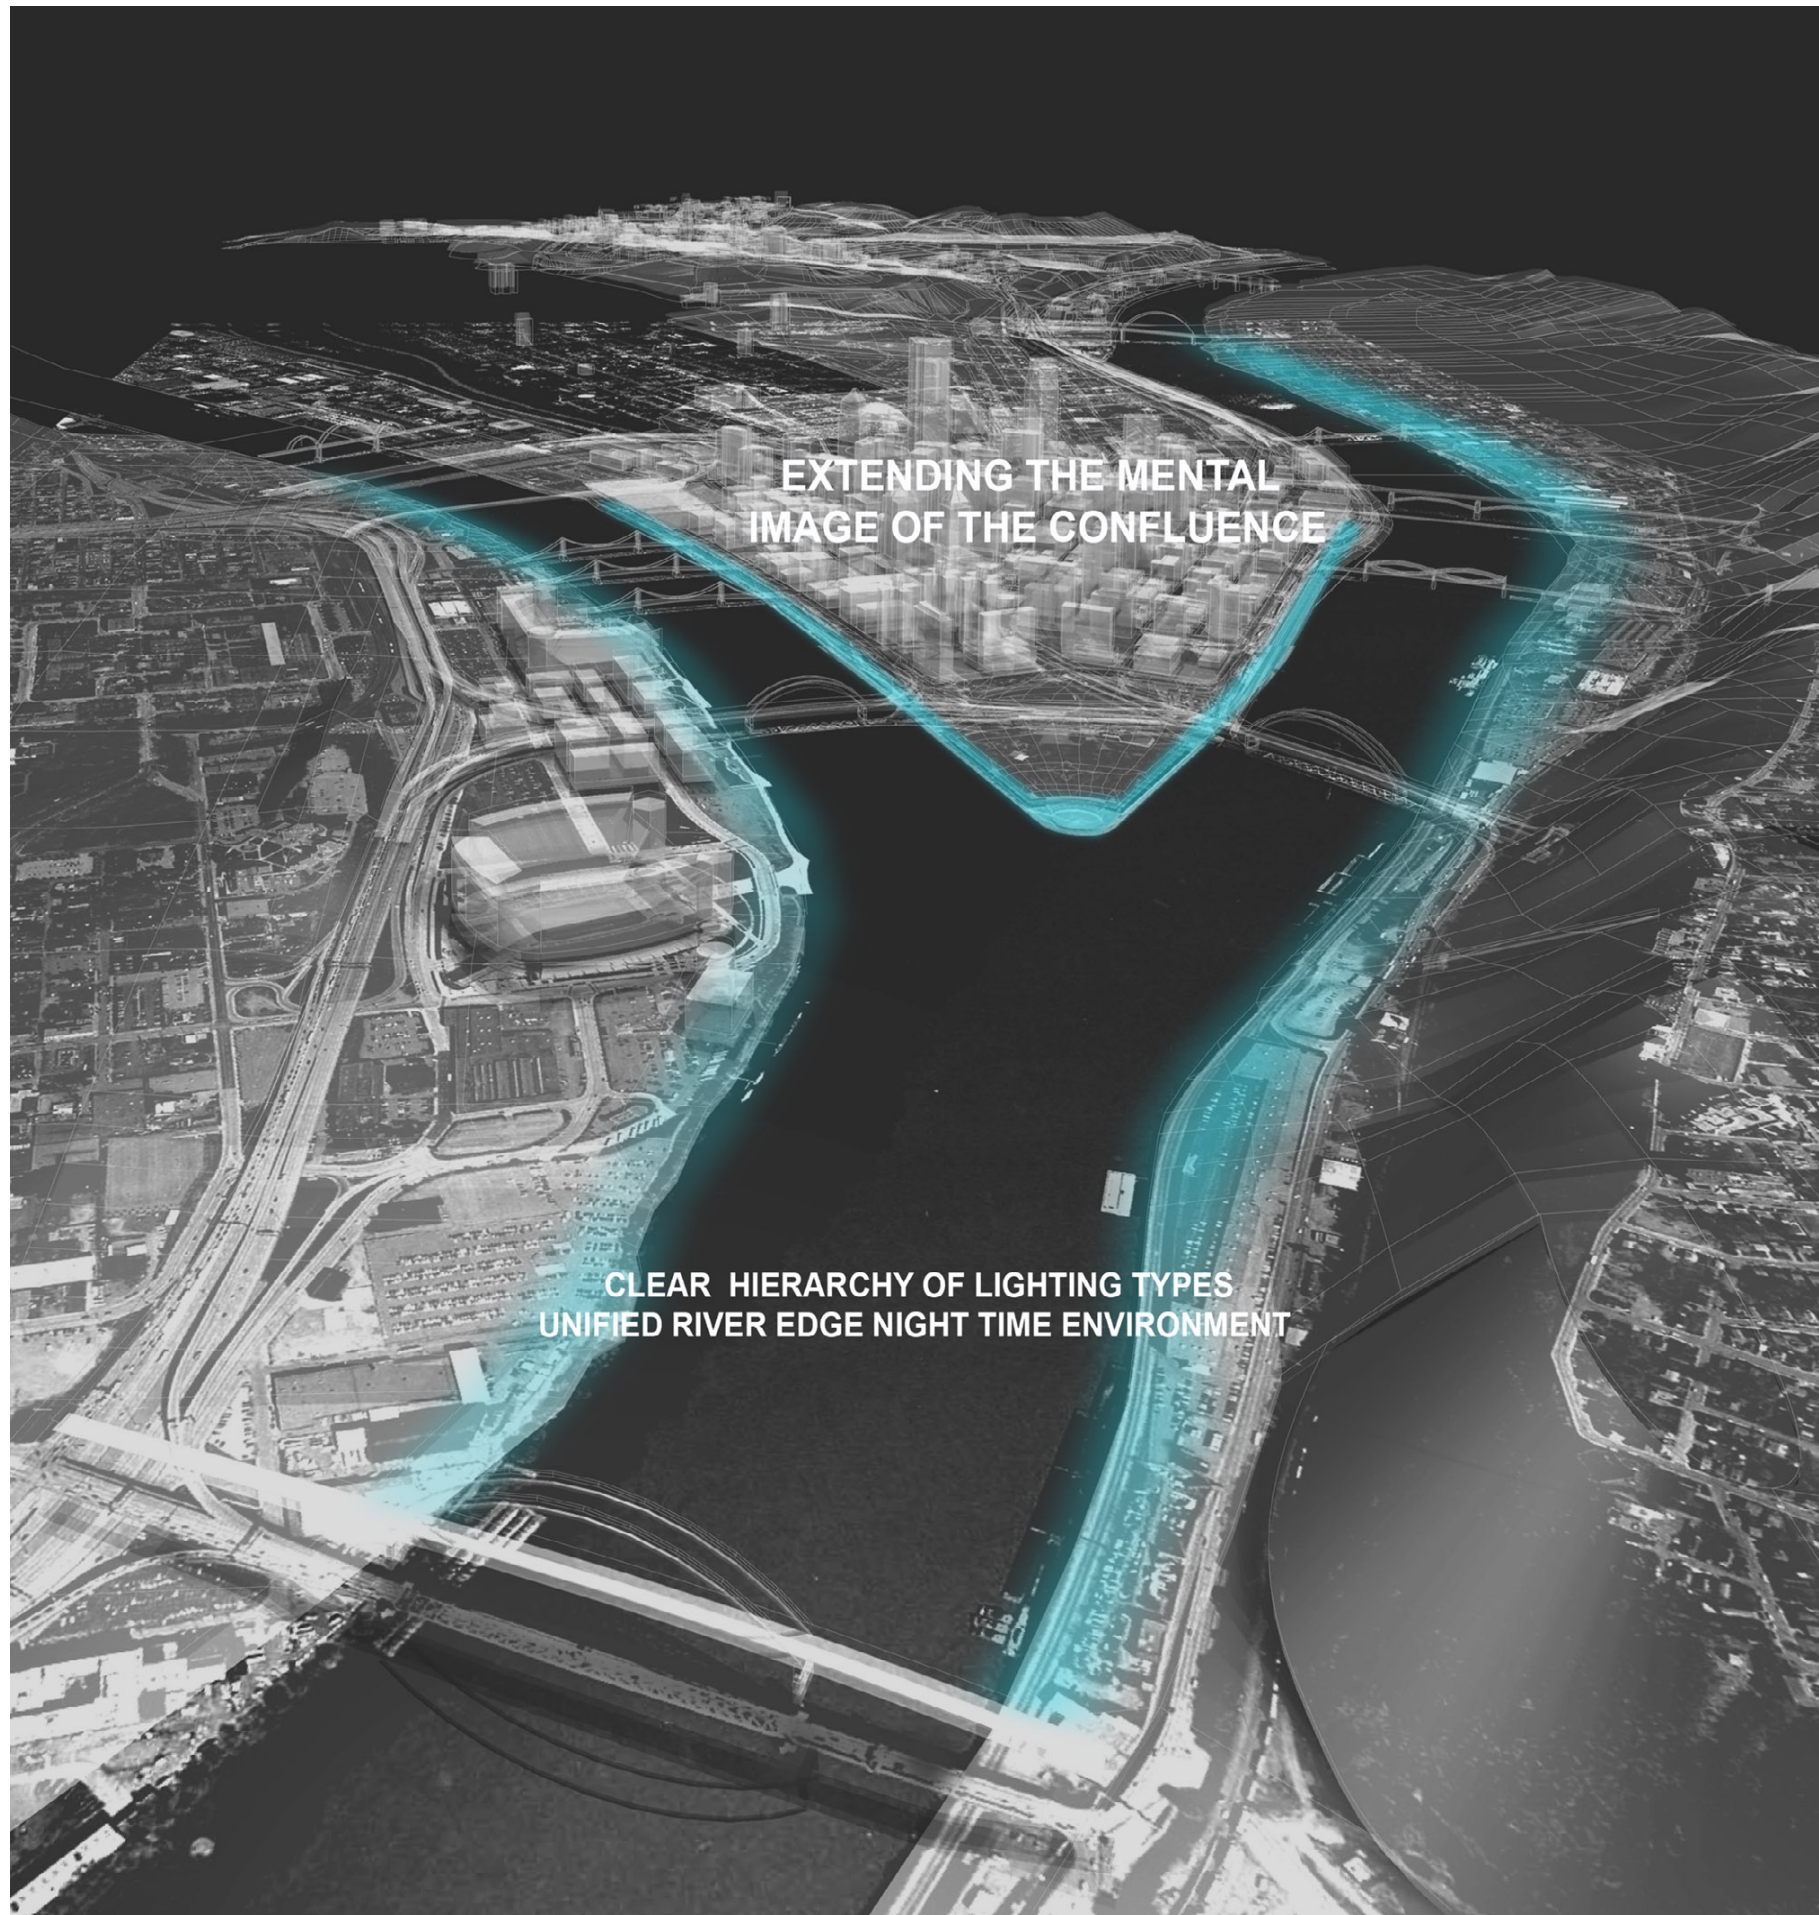 EXTENDING THE MENTAL
IMAGE OF THE CONFLUENCE
CLEAR HIERARCHY OF LIGHTING TYPES
UNIFIED RIVER EDGE NIGHT TIME ENVIRONMENT